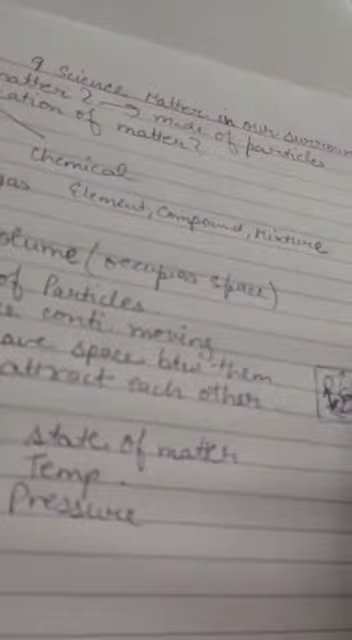 9 Science Matter in our surroun
matter? → made of particles
cation of matter?
Chemical
gas Element, Compound, Mixture
olume (occupies space)
of Particles
conti moving
ave space btw them
attract each other
State of matter
Temp.
Pressure